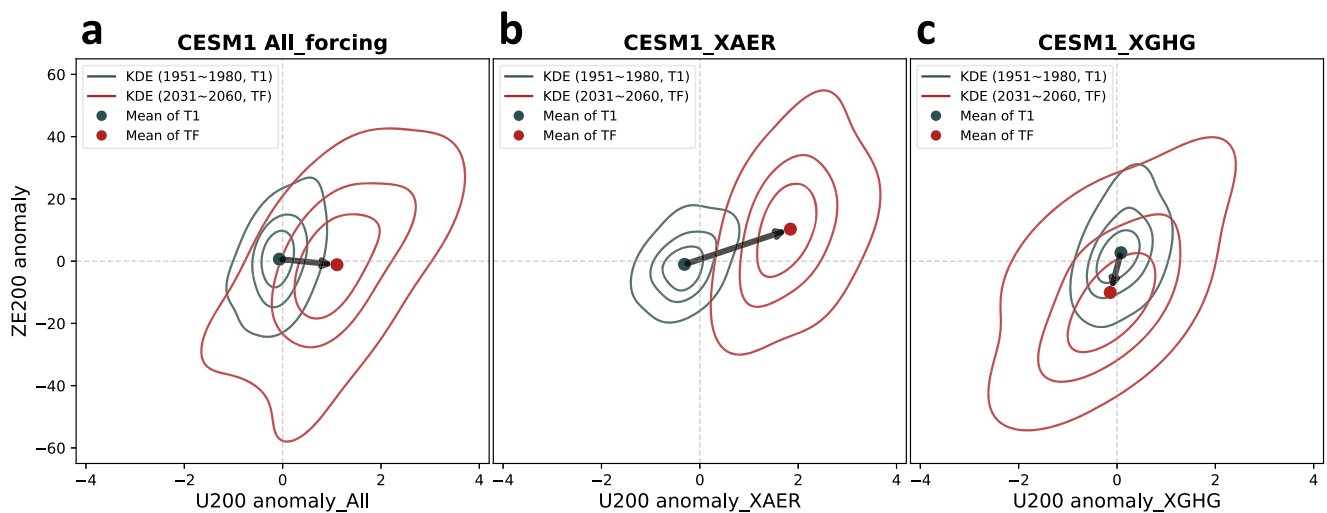 a
CESM1 All_forcing
KDE (1951~1980, T1)
KDE (2031~2060, TF)
Mean of T1
Mean of TF
60
40
20
0
−20
−40
−60
ZE200 anomaly
−4
−2
0
2
4
U200 anomaly_All
b
CESM1_XAER
KDE (1951~1980, T1)
KDE (2031~2060, TF)
Mean of T1
Mean of TF
−4
−2
0
2
4
U200 anomaly_XAER
c
CESM1_XGHG
KDE (1951~1980, T1)
KDE (2031~2060, TF)
Mean of T1
Mean of TF
−4
−2
0
2
4
U200 anomaly_XGHG